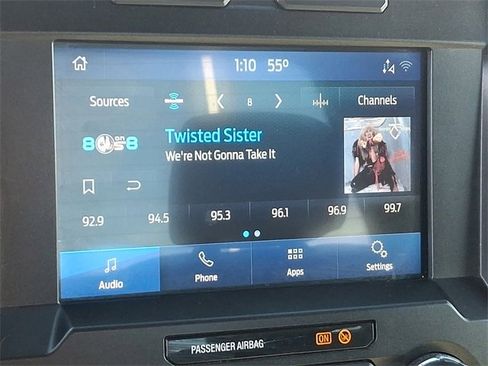 1:10 55°
Sources
SiriusXM
8
Channels
80s on 8
Twisted Sister
We're Not Gonna Take It
92.9 94.5 95.3 96.1 96.9 99.7
Audio Phone Apps Settings
PASSENGER AIRBAG ON